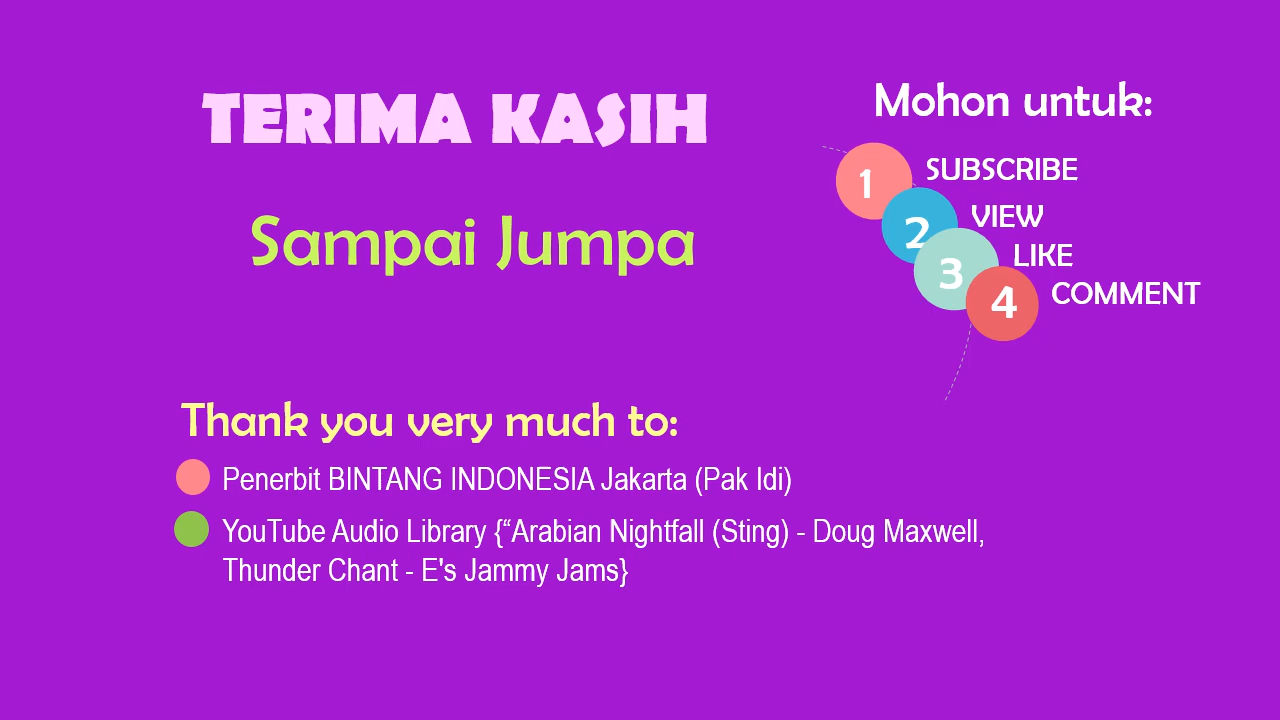 TERIMA KASIH
Sampai Jumpa
Mohon untuk:
1 SUBSCRIBE
2 VIEW
3 LIKE
4 COMMENT
Thank you very much to:
Penerbit BINTANG INDONESIA Jakarta (Pak Idi)
YouTube Audio Library {“Arabian Nightfall (Sting) - Doug Maxwell,
Thunder Chant - E's Jammy Jams}